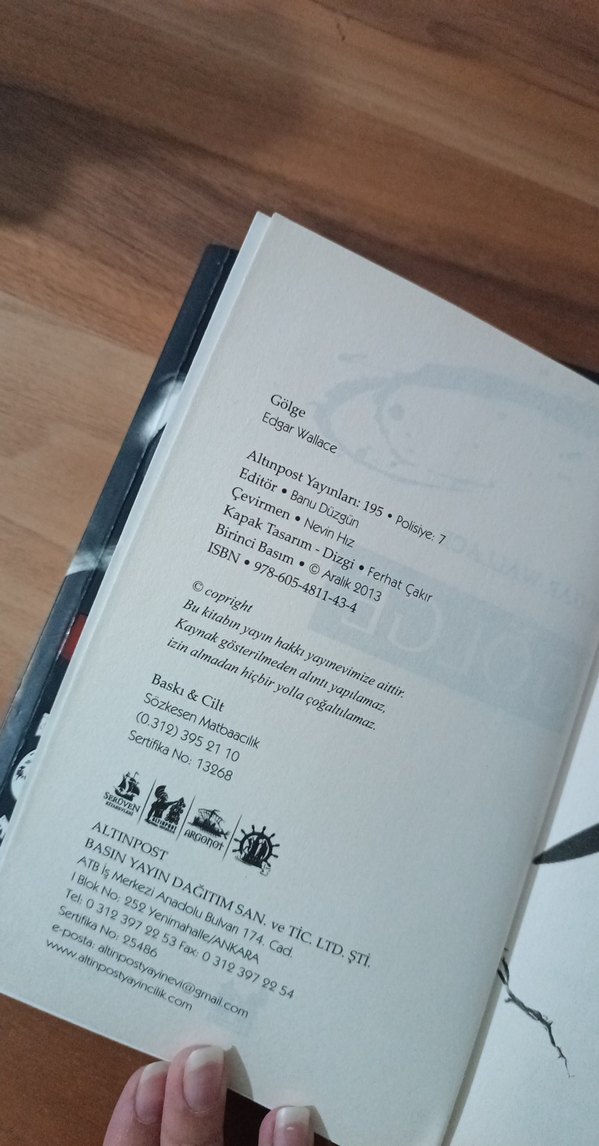 Gölge
Edgar Wallace
Altınpost Yayınları: 195 • Polisiye: 7
Editör • Banu Düzgün
Çevirmen • Nevin Hız
Kapak Tasarım - Dizgi • Ferhat Çakır
Birinci Basım • © Aralık 2013
ISBN • 978-605-4811-43-4
© copright
Bu kitabın yayın hakkı yayınevimize aittir.
Kaynak gösterilmeden alıntı yapılamaz,
izin almadan hiçbir yolla çoğaltılamaz.
Baskı & Cilt
Sözkesen Matbaacılık
(0.312) 395 21 10
Sertifika No: 13268
SERÜVEN
KİTAPLARI
ALTINPOST
ARGONOT
ALTINPOST
BASIN YAYIN DAĞITIM SAN. ve TİC. LTD. ŞTİ.
ATB İş Merkezi Anadolu Bulvarı 174. Cad.
I Blok No: 252 Yenimahalle/ANKARA
Tel: 0 312 397 22 53 Fax: 0 312 397 22 54
Sertifika No: 25486
e-posta: altinpostyayinevi@gmail.com
www.altinpostyayincilik.com